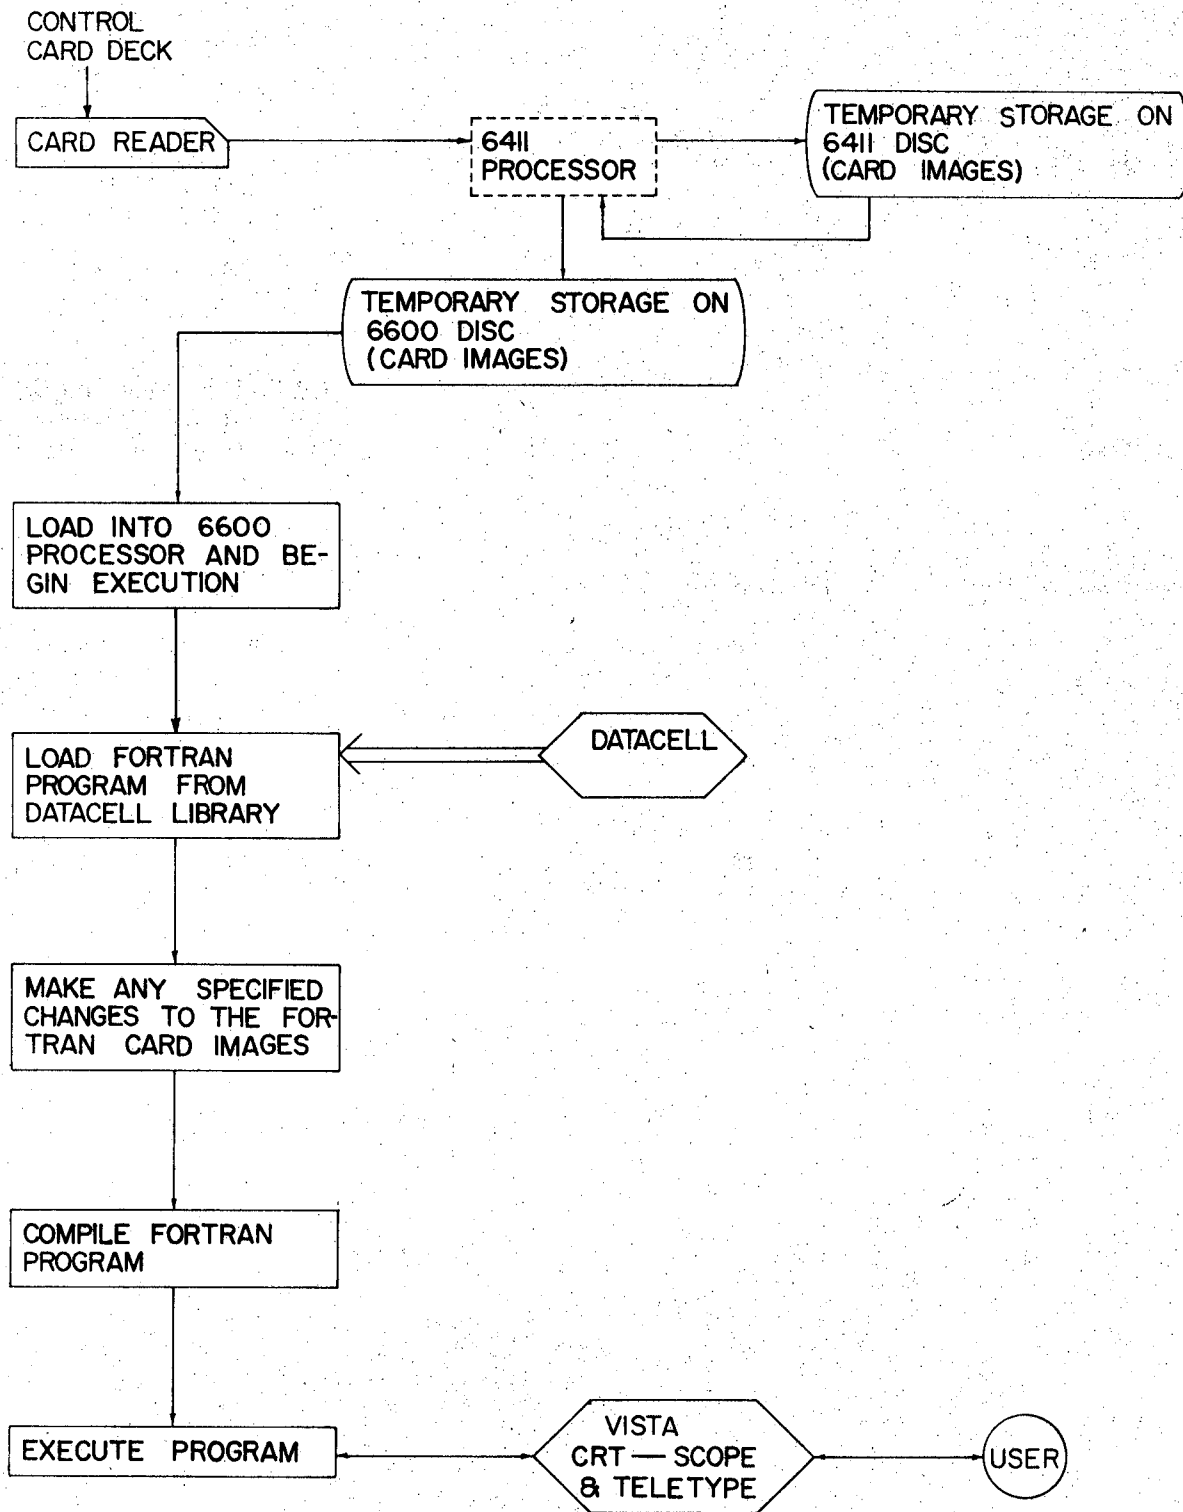 CONTROL
CARD DECK
CARD READER
6411
PROCESSOR
TEMPORARY STORAGE ON
6411 DISC
(CARD IMAGES)
TEMPORARY STORAGE ON
6600 DISC
(CARD IMAGES)
LOAD INTO 6600
PROCESSOR AND BE-
GIN EXECUTION
LOAD FORTRAN
PROGRAM FROM
DATACELL LIBRARY
DATACELL
MAKE ANY SPECIFIED
CHANGES TO THE FOR-
TRAN CARD IMAGES
COMPILE FORTRAN
PROGRAM
EXECUTE PROGRAM
VISTA
CRT — SCOPE
& TELETYPE
USER